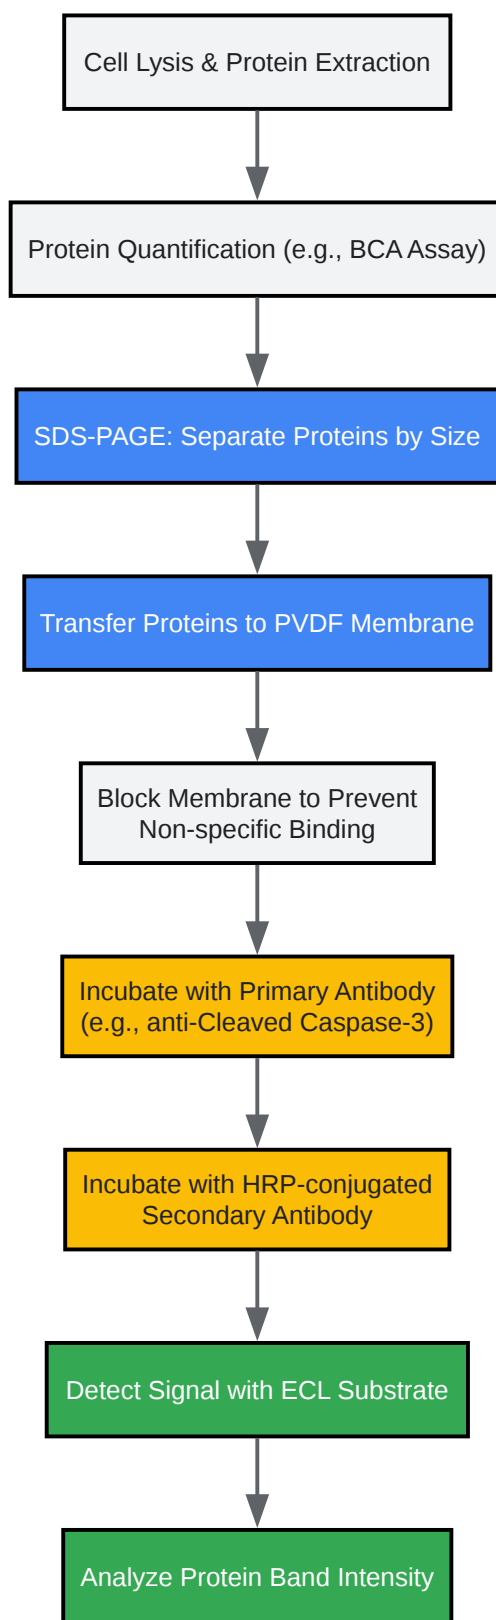 Cell Lysis & Protein Extraction
Protein Quantification (e.g., BCA Assay)
SDS-PAGE: Separate Proteins by Size
Transfer Proteins to PVDF Membrane
Block Membrane to Prevent
Non-specific Binding
Incubate with Primary Antibody
(e.g., anti-Cleaved Caspase-3)
Incubate with HRP-conjugated
Secondary Antibody
Detect Signal with ECL Substrate
Analyze Protein Band Intensity